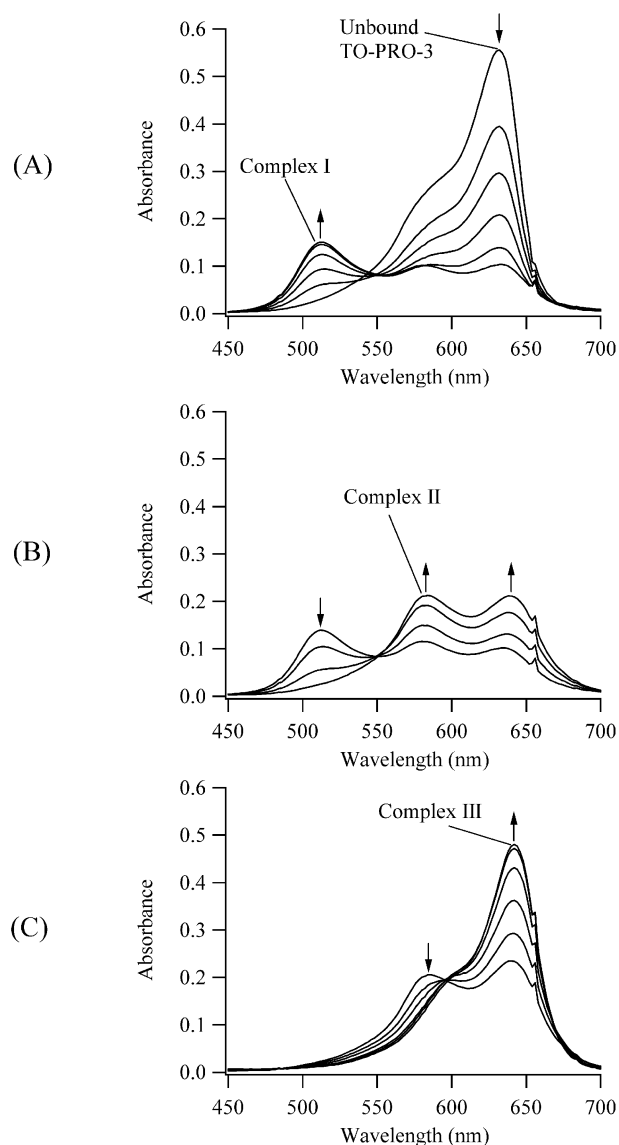 (A)
Absorbance
0.6
0.5
0.4
0.3
0.2
0.1
0.0
Unbound
TO-PRO-3
Complex I
450 500 550 600 650 700
Wavelength (nm)
(B)
Absorbance
0.6
0.5
0.4
0.3
0.2
0.1
0.0
Complex II
450 500 550 600 650 700
Wavelength (nm)
(C)
Absorbance
0.6
0.5
0.4
0.3
0.2
0.1
0.0
Complex III
450 500 550 600 650 700
Wavelength (nm)